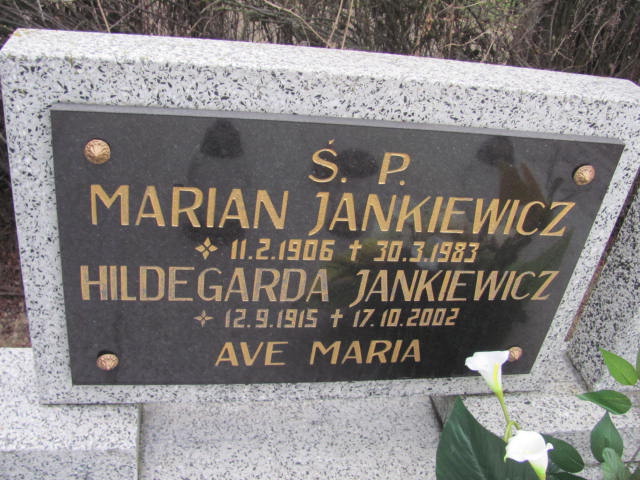 Ś. P.
MARIAN JANKIEWICZ
✧ 11.2.1906 ✝ 30.3.1983
HILDEGARDA JANKIEWICZ
✧ 12.9.1915 ✝ 17.10.2002
AVE MARIA